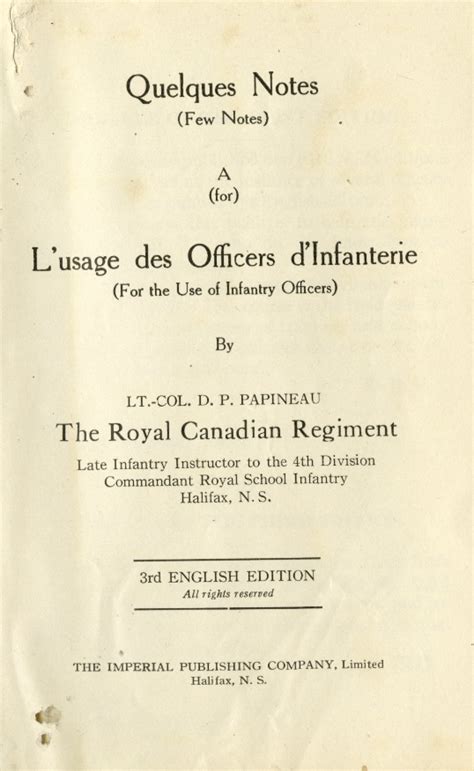 Quelques Notes
(Few Notes)
A
(for)
L'usage des Officers d'Infanterie
(For the Use of Infantry Officers)
By
LT.-COL. D. P. PAPINEAU
The Royal Canadian Regiment
Late Infantry Instructor to the 4th Division
Commandant Royal School Infantry
Halifax, N. S.
3rd ENGLISH EDITION
All rights reserved
THE IMPERIAL PUBLISHING COMPANY, Limited
Halifax, N. S.